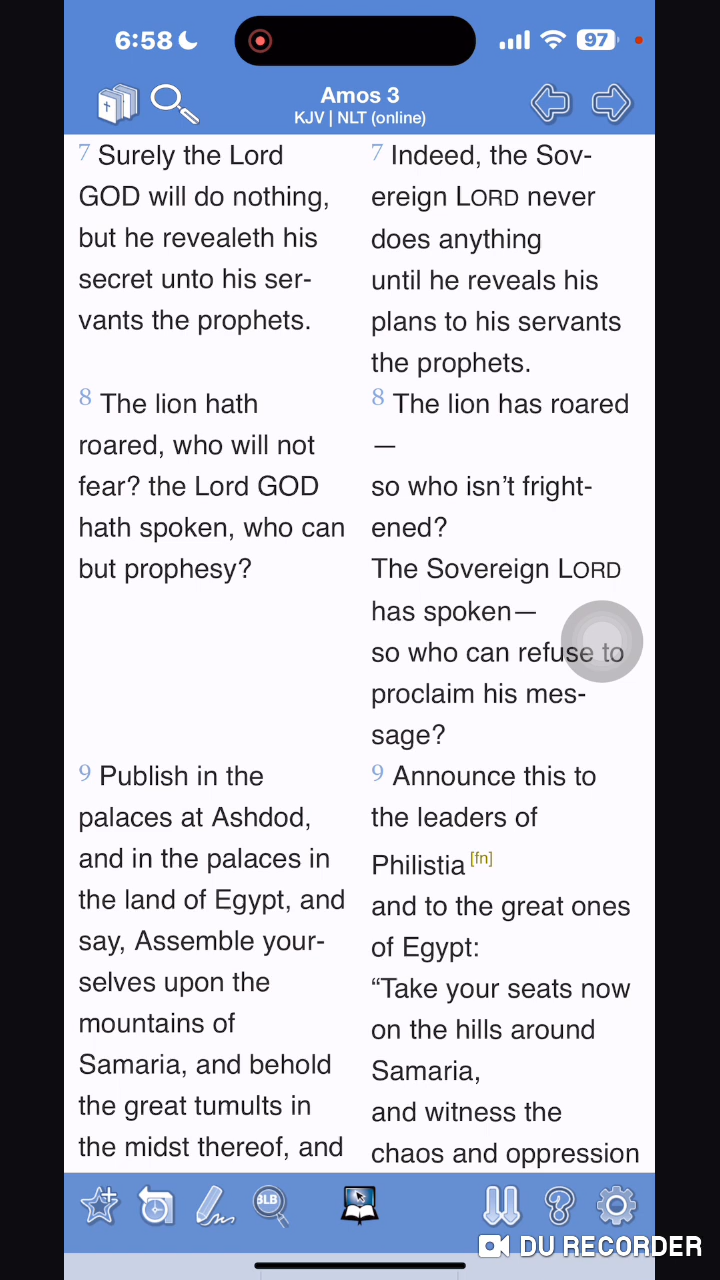 6:58
97
Amos 3
KJV | NLT (online)
7 Surely the Lord
GOD will do nothing,
but he revealeth his
secret unto his ser-
vants the prophets.
8 The lion hath
roared, who will not
fear? the Lord GOD
hath spoken, who can
but prophesy?
9 Publish in the
palaces at Ashdod,
and in the palaces in
the land of Egypt, and
say, Assemble your-
selves upon the
mountains of
Samaria, and behold
the great tumults in
the midst thereof, and
7 Indeed, the Sov-
ereign LORD never
does anything
until he reveals his
plans to his servants
the prophets.
8 The lion has roared
—
so who isn’t fright-
ened?
The Sovereign LORD
has spoken—
so who can refuse to
proclaim his mes-
sage?
9 Announce this to
the leaders of
Philistia [fn]
and to the great ones
of Egypt:
“Take your seats now
on the hills around
Samaria,
and witness the
chaos and oppression
BLB
DU RECORDER